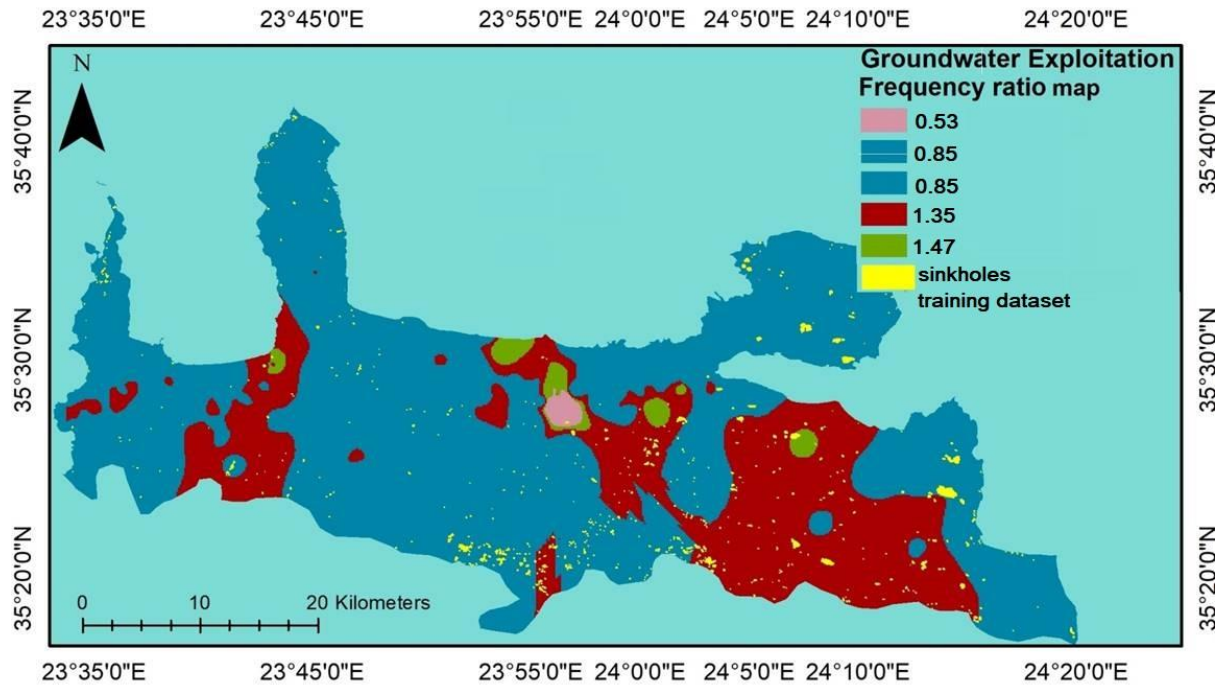 23°35'0"E 23°45'0"E 23°55'0"E 24°0'0"E 24°5'0"E 24°10'0"E 24°20'0"E
N
Groundwater Exploitation
Frequency ratio map
0.53
0.85
0.85
1.35
1.47
sinkholes
training dataset
35°40'0"N
35°30'0"N
35°20'0"N
35°40'0"N
35°30'0"N
35°20'0"N
0 10 20 Kilometers
23°35'0"E 23°45'0"E 23°55'0"E 24°0'0"E 24°5'0"E 24°10'0"E 24°20'0"E